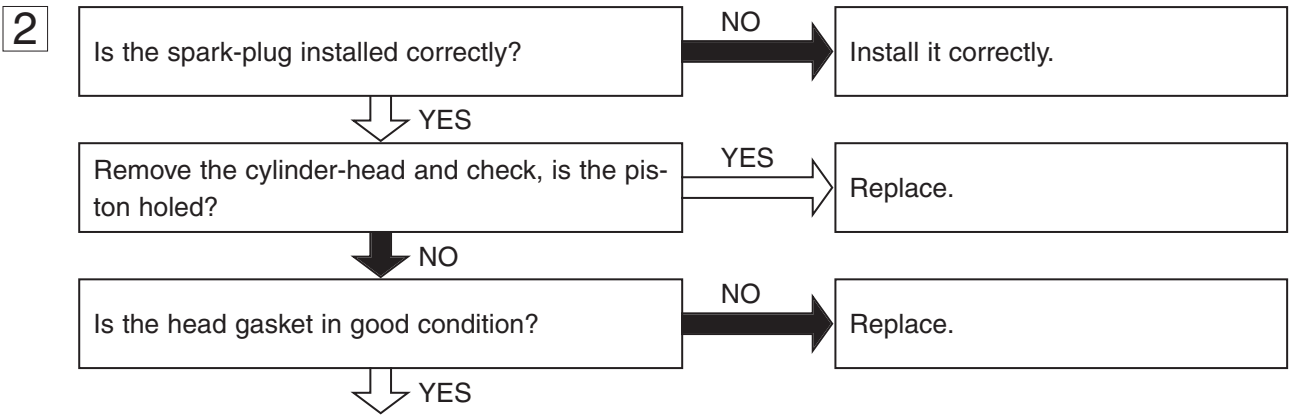 2
Is the spark-plug installed correctly?
NO
Install it correctly.
YES
Remove the cylinder-head and check, is the pis-
ton holed?
YES
Replace.
NO
Is the head gasket in good condition?
NO
Replace.
YES